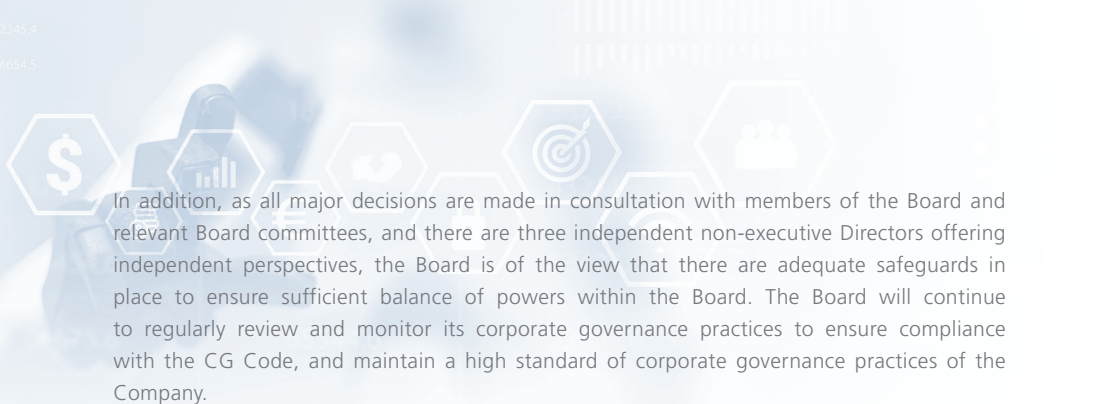 2345.4
6654.5
In addition, as all major decisions are made in consultation with members of the Board and
relevant Board committees, and there are three independent non-executive Directors offering
independent perspectives, the Board is of the view that there are adequate safeguards in
place to ensure sufficient balance of powers within the Board. The Board will continue
to regularly review and monitor its corporate governance practices to ensure compliance
with the CG Code, and maintain a high standard of corporate governance practices of the
Company.